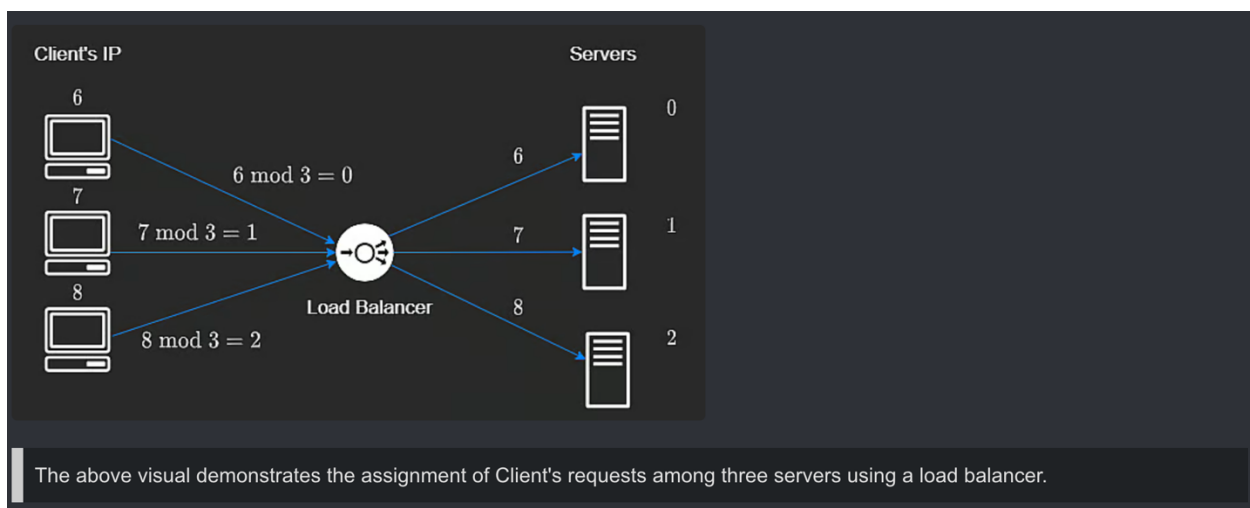 Client's IP
Servers
6
0
6
6 mod 3 = 0
7
7 mod 3 = 1
7
1
8
Load Balancer
8
8 mod 3 = 2
2
The above visual demonstrates the assignment of Client's requests among three servers using a load balancer.